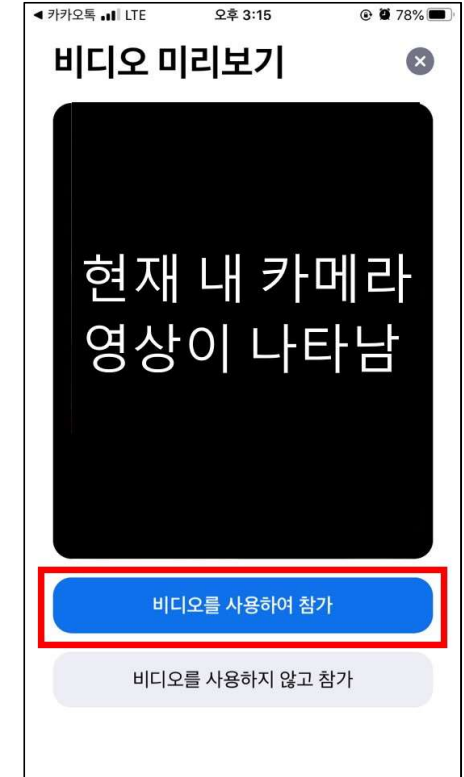 ◀ 카카오톡 LTE 오후 3:15 78%
비디오 미리보기
현재 내 카메라
영상이 나타남
비디오를 사용하여 참가
비디오를 사용하지 않고 참가